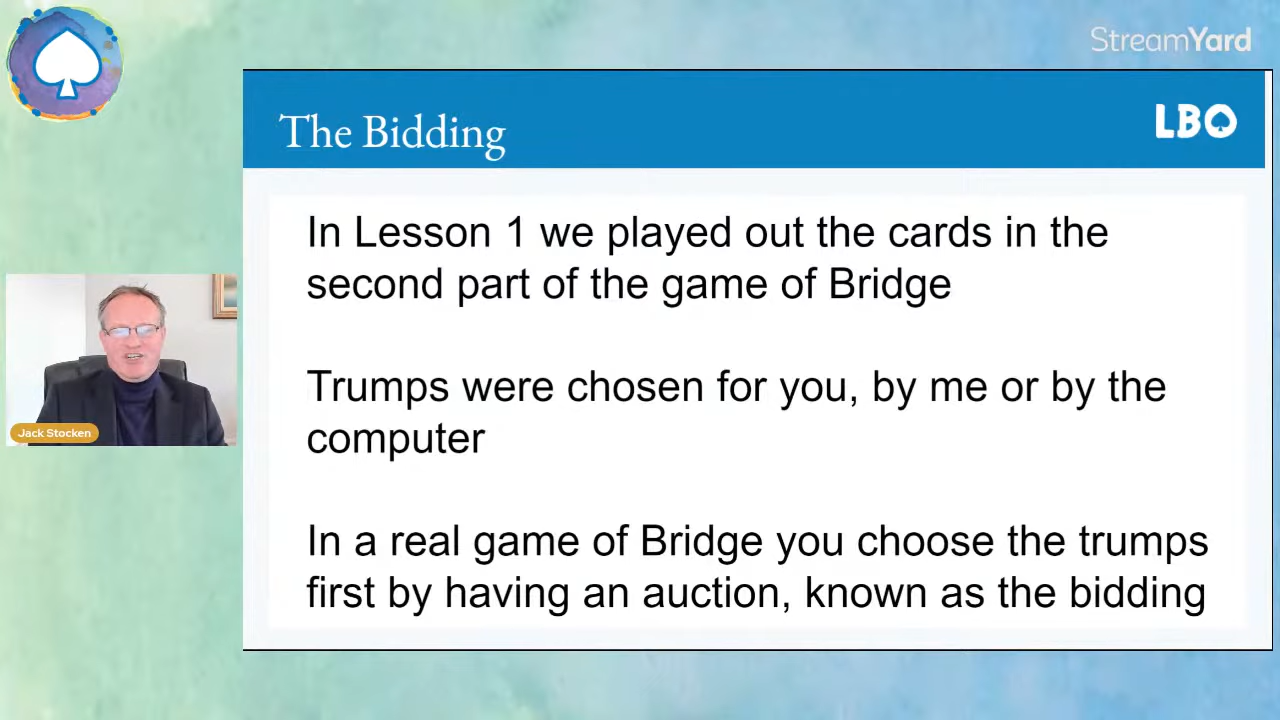 StreamYard
The Bidding
LBO
In Lesson 1 we played out the cards in the
second part of the game of Bridge
Trumps were chosen for you, by me or by the
computer
In a real game of Bridge you choose the trumps
first by having an auction, known as the bidding
Jack Stocken